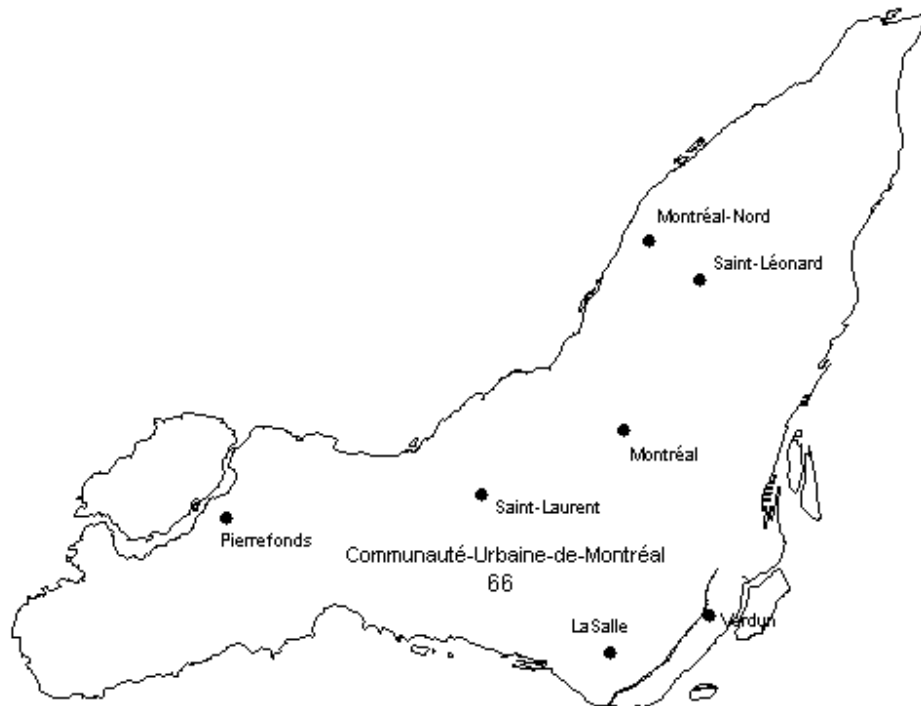 Montréal-Nord
Saint-Léonard
Montréal
Saint-Laurent
Pierrefonds
Communauté-Urbaine-de-Montréal
66
LaSalle
Verdun